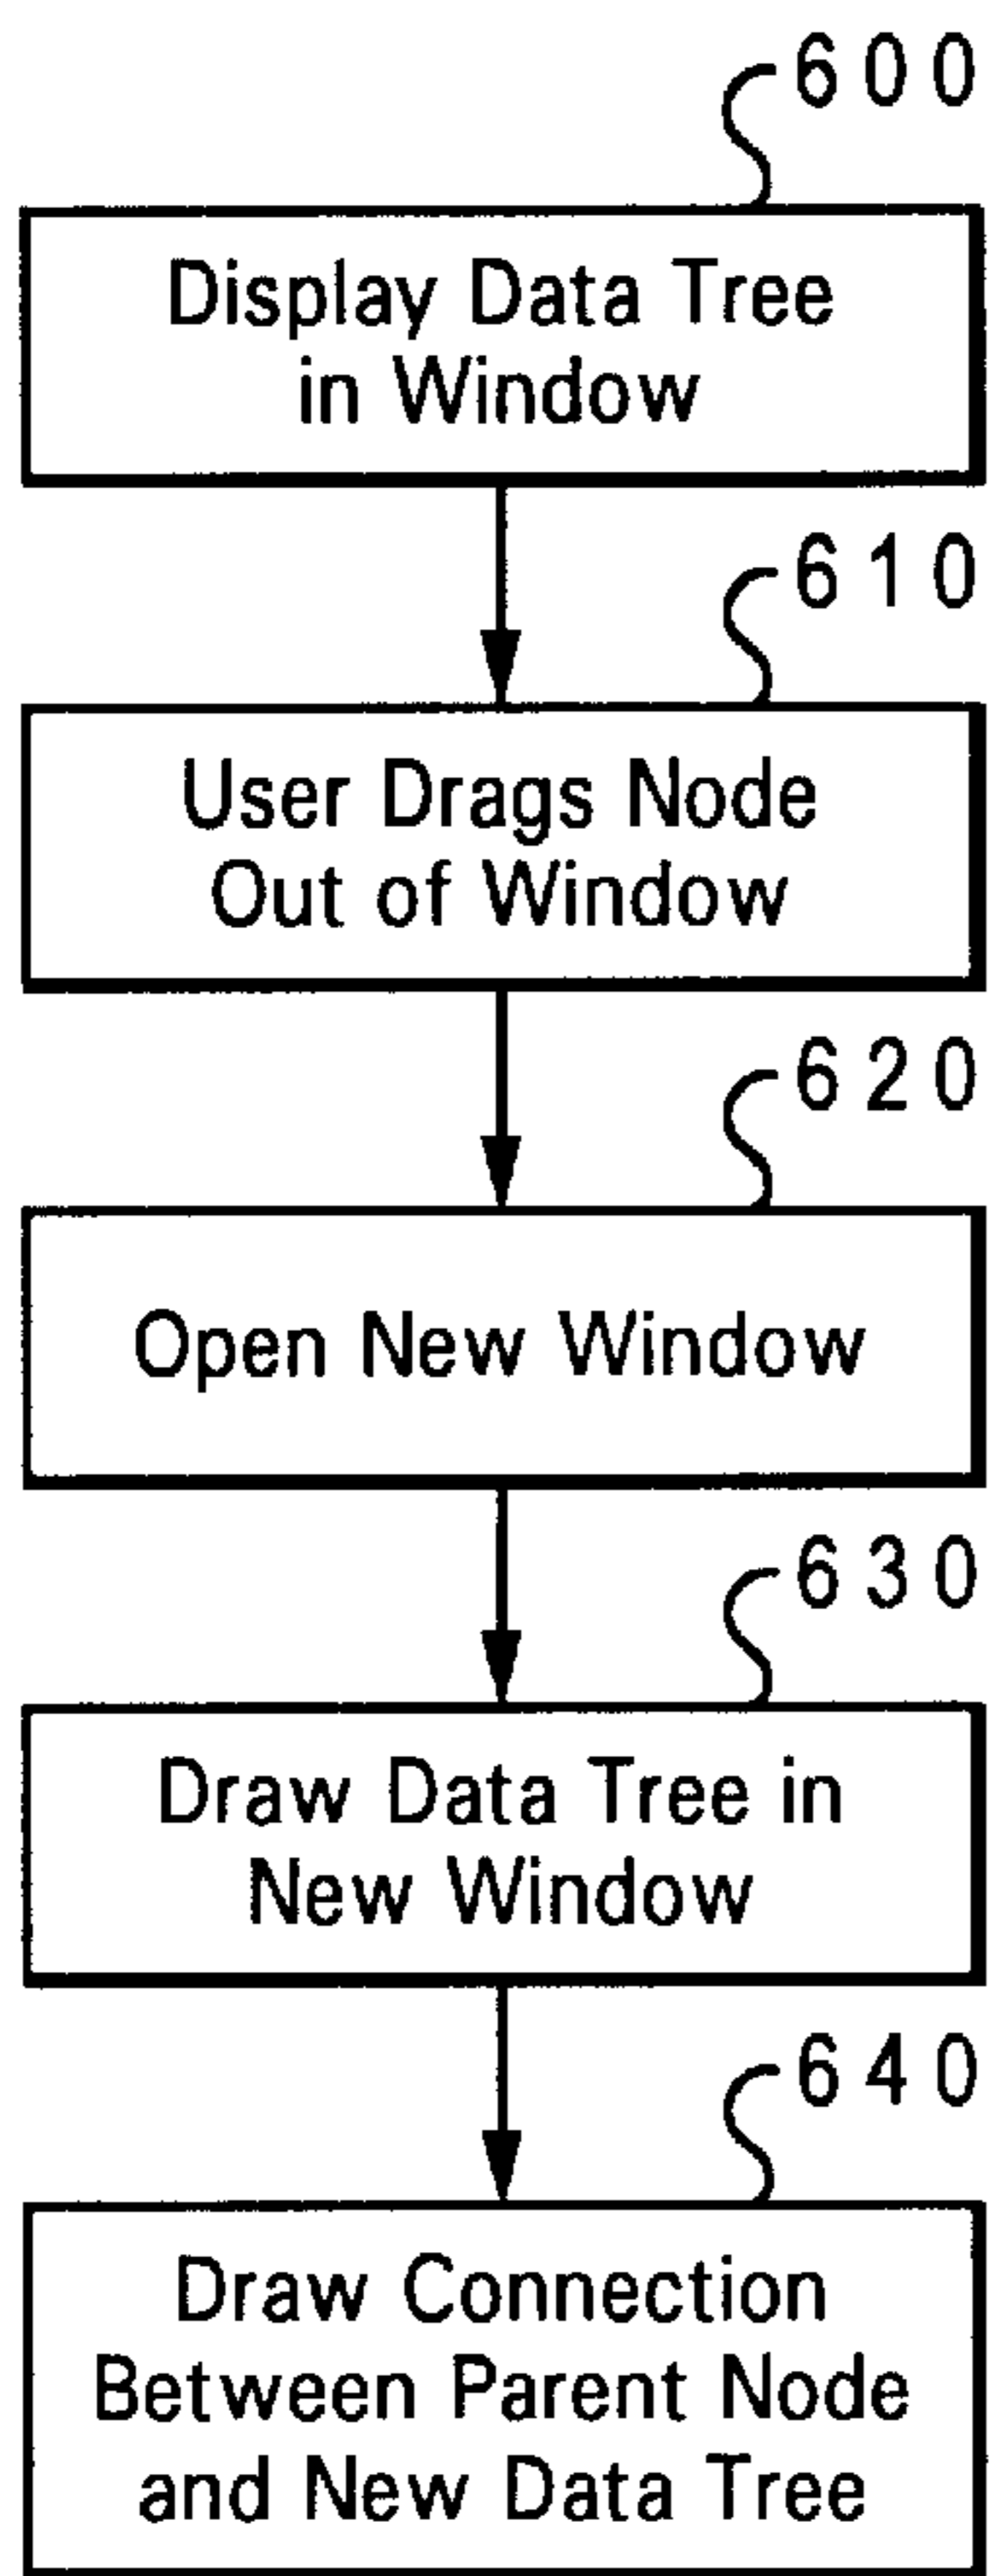 600
Display Data Tree
in Window
610
User Drags Node
Out of Window
620
Open New Window
630
Draw Data Tree in
New Window
640
Draw Connection
Between Parent Node
and New Data Tree